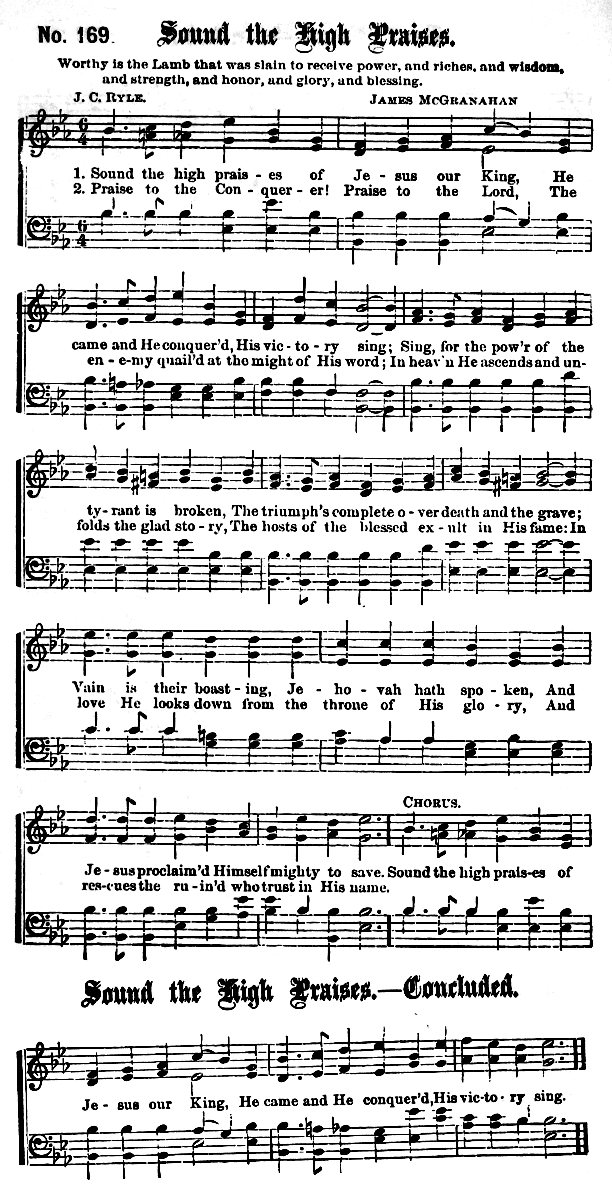 No. 169. Sound the High Praises.
Worthy is the Lamb that was slain to receive power, and riches, and wisdom,
and strength, and honor, and glory, and blessing.
J. C. RYLE. JAMES MCGRANAHAN
1. Sound the high prais - es of Je - sus our King, He
2. Praise to the Con - quer - er! Praise to the Lord, The
came and He conquer'd, His vic - to - ry sing; Sing, for the pow'r of the
en - e-my quail'd at the might of His word; In heav'n He ascends and un-
ty - rant is broken, The triumph's complete o - ver death and the grave;
folds the glad sto - ry, The hosts of the blessed ex - ult in His fame: In
Vain is their boast - ing, Je - ho - vah hath spo - ken, And
love He looks down from the throne of His glo - ry, And
CHORUS.
Je - sus proclaim'd Himself mighty to save. Sound the high prais-es of
res-cues the ru - in'd who trust in His name.
Sound the High Praises.—Concluded.
Je - sus our King, He came and He conquer'd, His vic-to - ry sing.